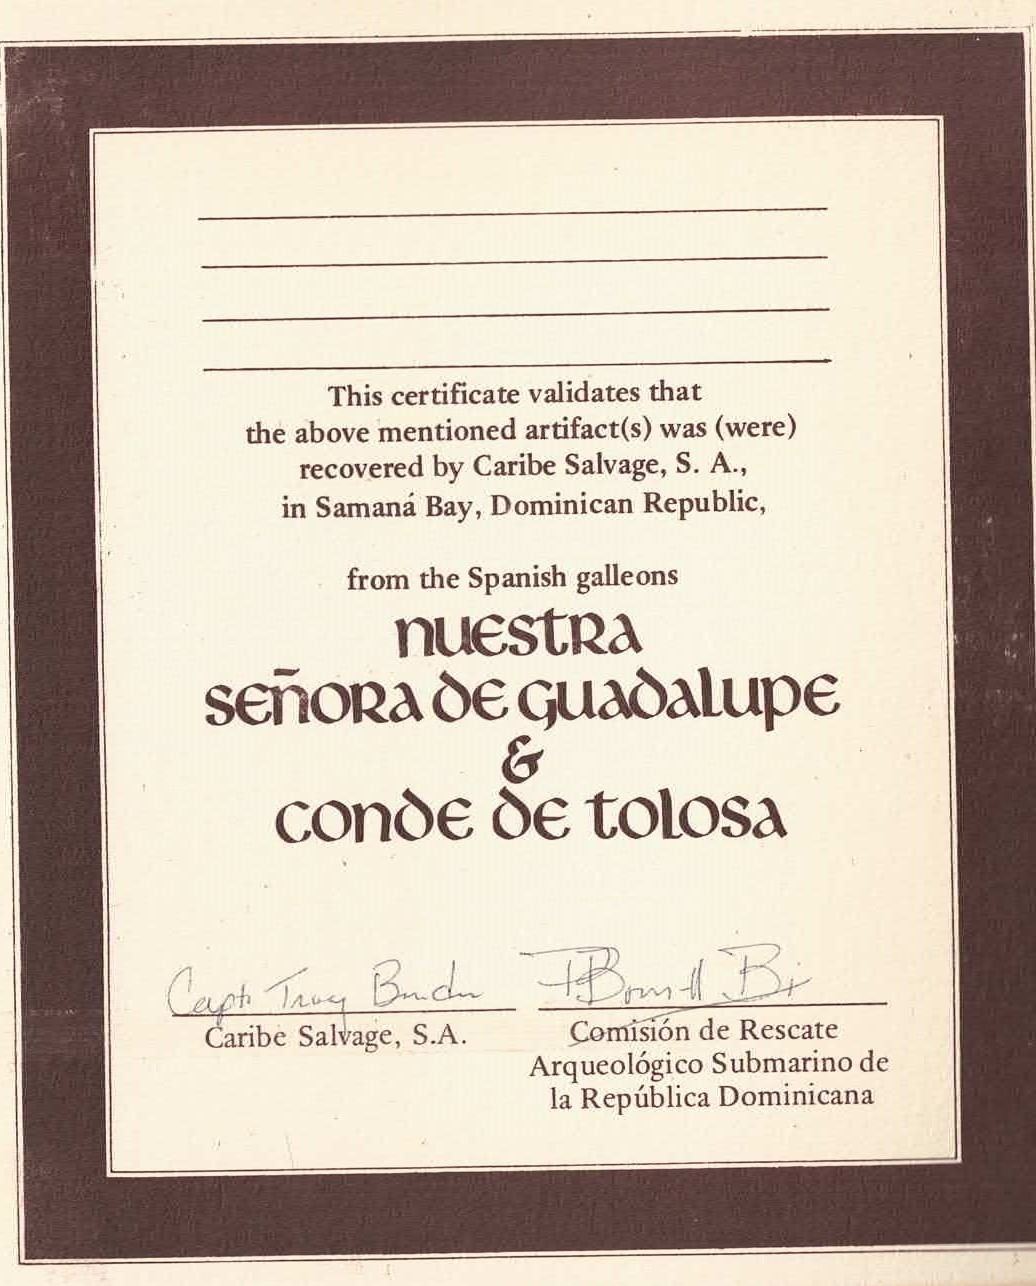 This certificate validates that
the above mentioned artifact(s) was (were)
recovered by Caribe Salvage, S. A.,
in Samaná Bay, Dominican Republic,
from the Spanish galleons
nuestra
señora de guadalupe
&
conde de tolosa
Capt. Tracy
Caribe Salvage, S.A.
Comisión de Rescate
Arqueológico Submarino de
la República Dominicana